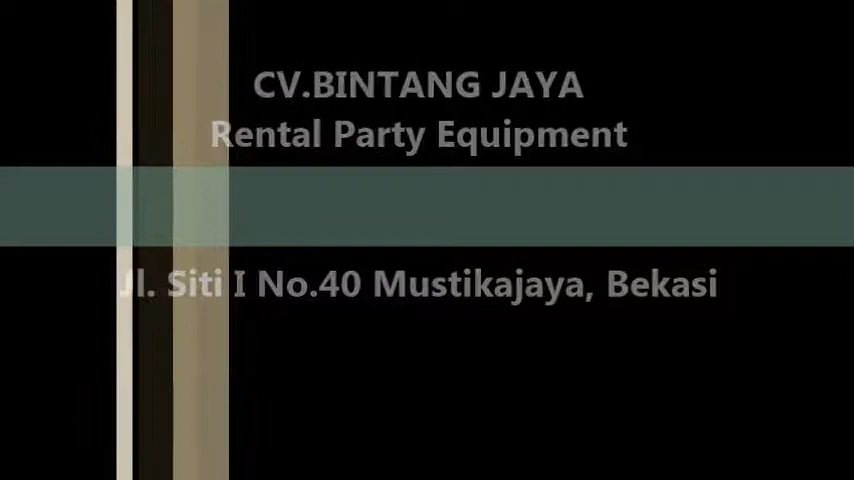 CV.BINTANG JAYA
Rental Party Equipment
Jl. Siti I No.40 Mustikajaya, Bekasi